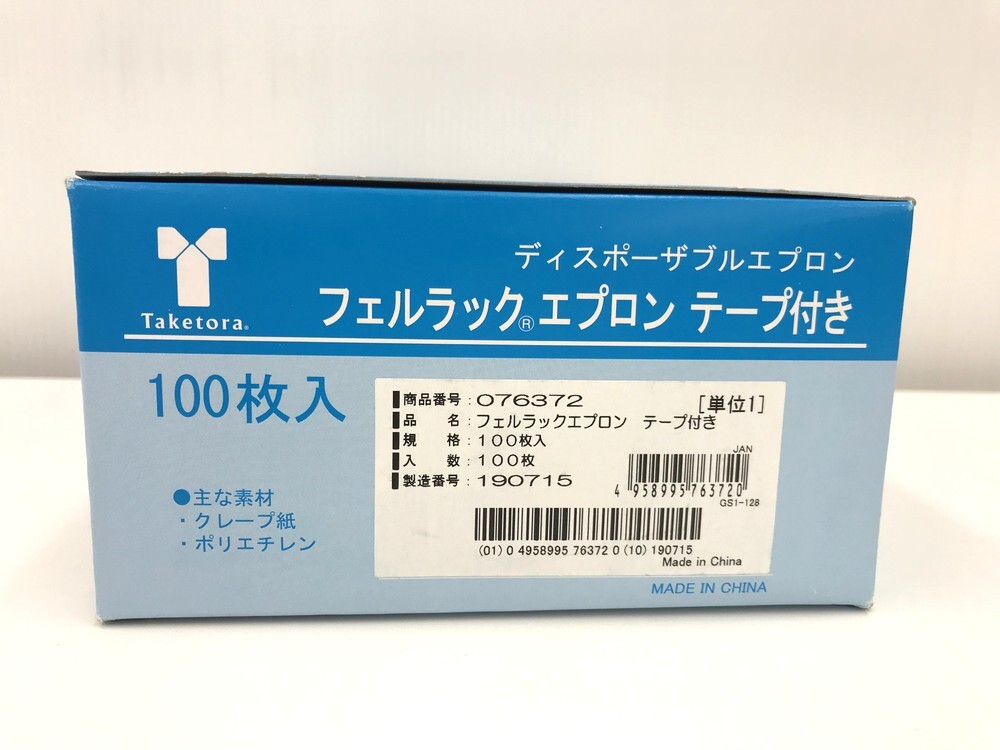 Taketora®
ディスポーザブルエプロン
フェルラック®エプロン テープ付き
100枚入
●主な素材
・クレープ紙
・ポリエチレン
商品番号：076372 [単位1]
品　名：フェルラックエプロン　テープ付き
規　格：100枚入
入　数：100枚
製造番号：190715
JAN
4 958995 763720
GS1-128
(01) 0 4958995 76372 0 (10) 190715
Made in China
MADE IN CHINA